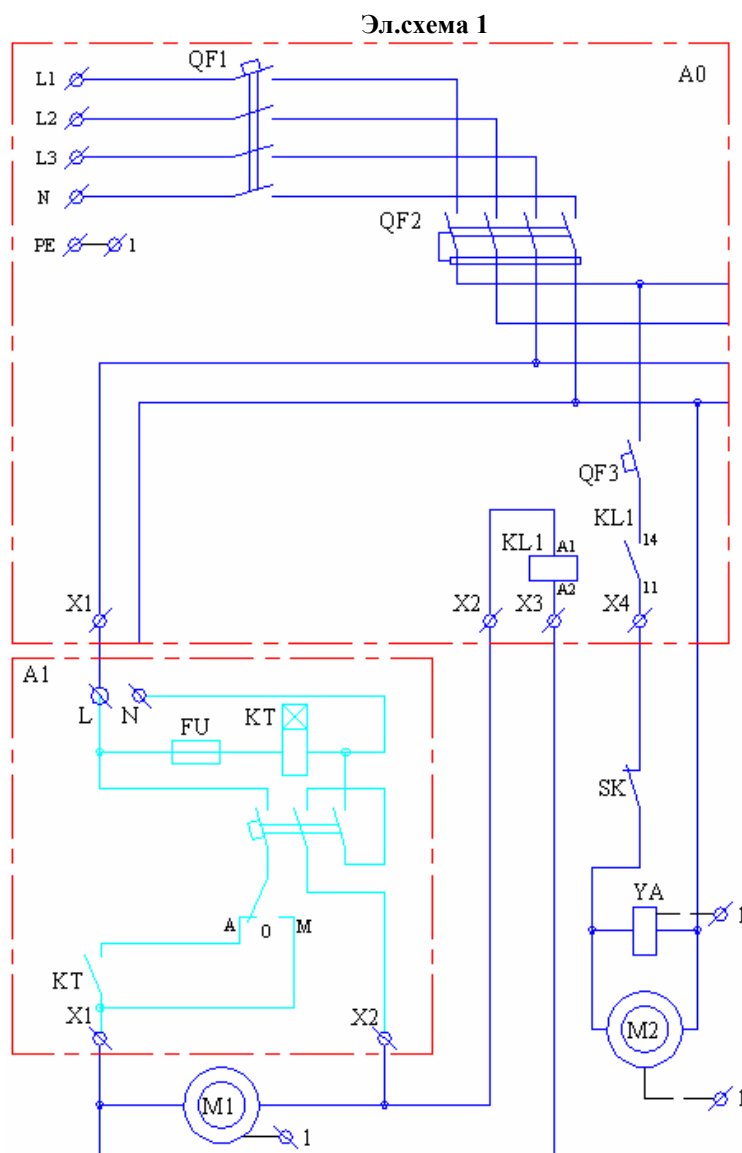 Эл.схема 1
QF1
A0
L1
L2
L3
N
QF2
PE 1
QF3
KL1
14
KL1 A1
A2
11
X1 X2 X3 X4
A1
L N FU KT
SK
A 0 M
YA
1
KT
X1 X2
M2
M1
1
1